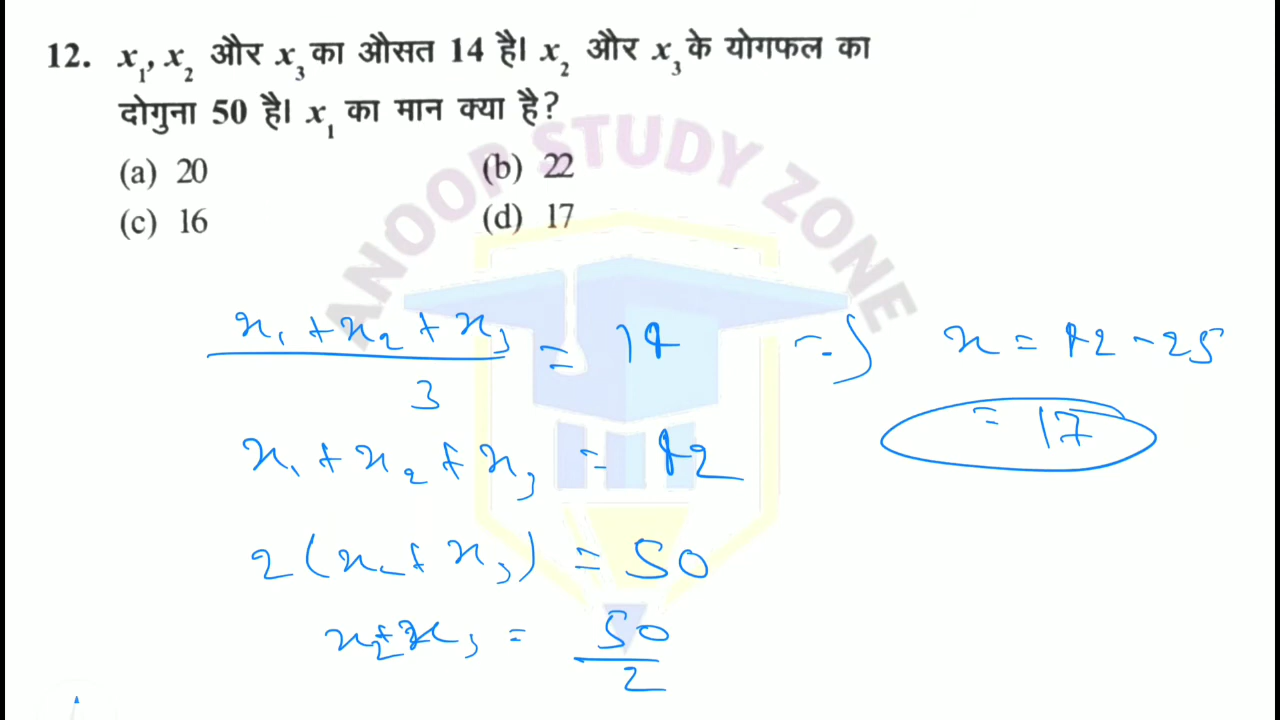 12. x₁, x₂ और x₃ का औसत 14 है। x₂ और x₃ के योगफल का
दोगुना 50 है। x₁ का मान क्या है?
(a) 20 (b) 22
(c) 16 (d) 17
ANOOP STUDY ZONE
x₁ + x₂ + x₃ / 3 = 14 => x = 42 - 25
= 17
x₁ + x₂ + x₃ = 42
2 (x₂ + x₃) = 50
x₂ + x₃ = 50 / 2